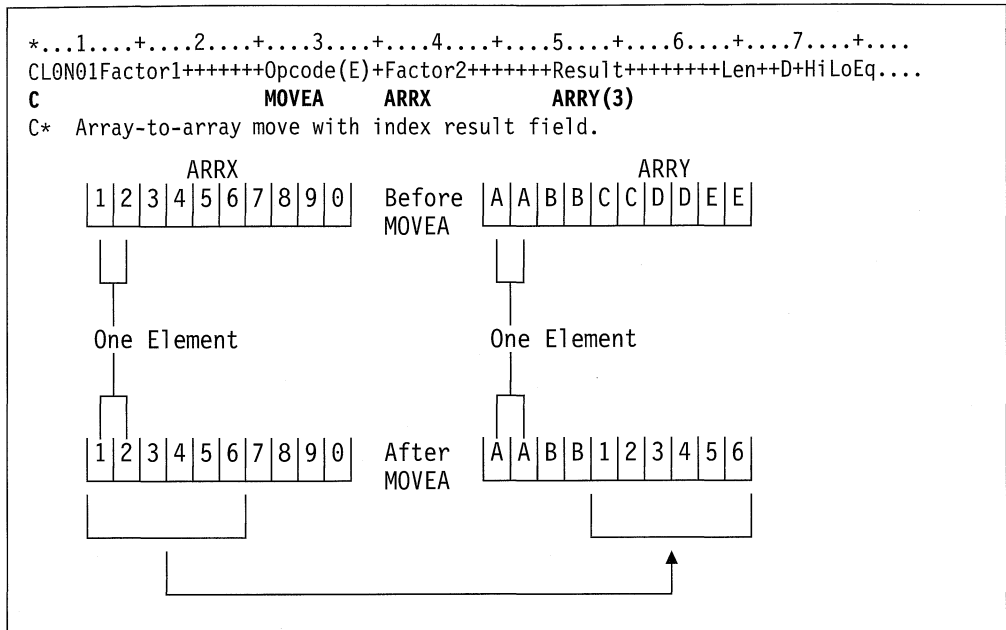 *...1....+....2....+....3....+....4....+....5....+....6....+....7....+....
CL0N01Factor1+++++++Opcode(E)+Factor2+++++++Result++++++++Len++D+HiLoEq....
C MOVEA ARRX ARRY(3)
C* Array-to-array move with index result field.
ARRX ARRY
1 2 3 4 5 6 7 8 9 0 Before A A B B C C D D E E
MOVEA
One Element One Element
1 2 3 4 5 6 7 8 9 0 After A A B B 1 2 3 4 5 6
MOVEA